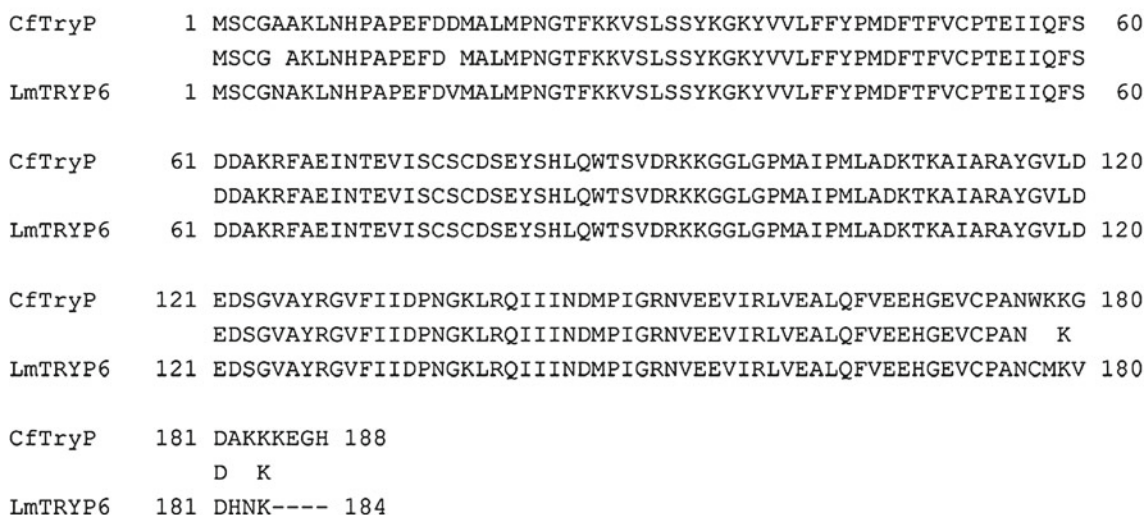 CfTryP 1 MSCGAAKLNHPAPEFDDMALMPNGTFKKVSLSSYKGKYVVLFFYPMDFTFVCPTEIIQFS 60
MSCG AKLNHPAPEFD MALMPNGTFKKVSLSSYKGKYVVLFFYPMDFTFVCPTEIIQFS
LmTRYP6 1 MSCGNAKLNHPAPEFDVMALMPNGTFKKVSLSSYKGKYVVLFFYPMDFTFVCPTEIIQFS 60
CfTryP 61 DDAKRFAEINTEVISCSCDSEYSHLQWTSVDRKKGGLGPMAIPMLADKTKAIARAYGVLD 120
DDAKRFAEINTEVISCSCDSEYSHLQWTSVDRKKGGLGPMAIPMLADKTKAIARAYGVLD
LmTRYP6 61 DDAKRFAEINTEVISCSCDSEYSHLQWTSVDRKKGGLGPMAIPMLADKTKAIARAYGVLD 120
CfTryP 121 EDSGVAYRGVFIIDPNGKLRQIIINDMPIGRNVEEVIRLVEALQFVEEHGEVCPANWKKG 180
EDSGVAYRGVFIIDPNGKLRQIIINDMPIGRNVEEVIRLVEALQFVEEHGEVCPAN K
LmTRYP6 121 EDSGVAYRGVFIIDPNGKLRQIIINDMPIGRNVEEVIRLVEALQFVEEHGEVCPANCMKV 180
CfTryP 181 DAKKKEGH 188
D K
LmTRYP6 181 DHNK---- 184